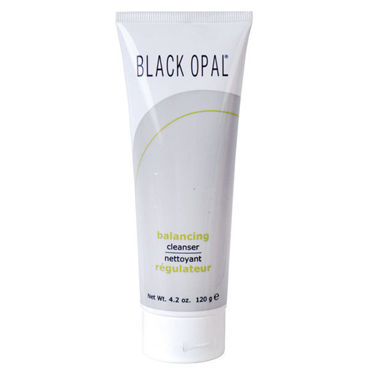 BLACK OPAL®
balancing
cleanser
nettoyant
régulateur
Net Wt. 4.2 oz. 120 g ℮